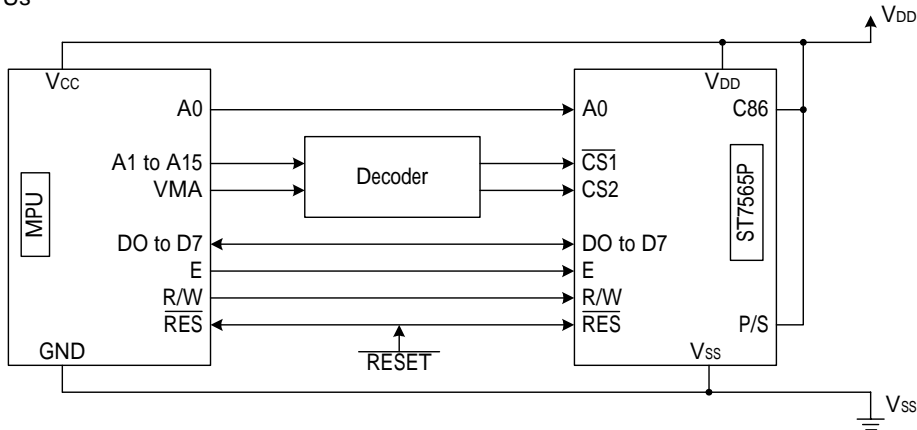 VDD
VCC
VDD
A0
A0
C86
A1 to A15
Decoder
CS1
VMA
CS2
MPU
ST7565P
DO to D7
DO to D7
E
E
R/W
R/W
RES
RES
P/S
RESET
GND
VSS
VSS